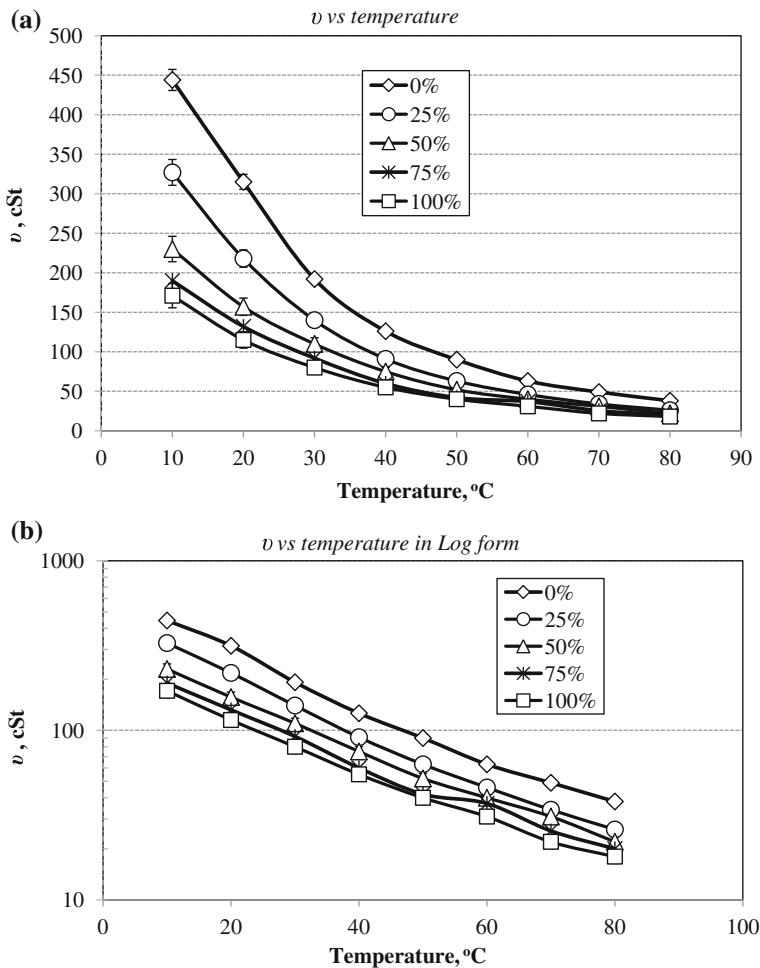 (a)
υ vs temperature
500
450
400
350
300
250
200
150
100
50
0
υ , cSt
0%
25%
50%
75%
100%
0 10 20 30 40 50 60 70 80 90
Temperature, ᵒC
(b)
υ vs temperature in Log form
1000
100
10
υ , cSt
0%
25%
50%
75%
100%
0 20 40 60 80 100
Temperature, ᵒC